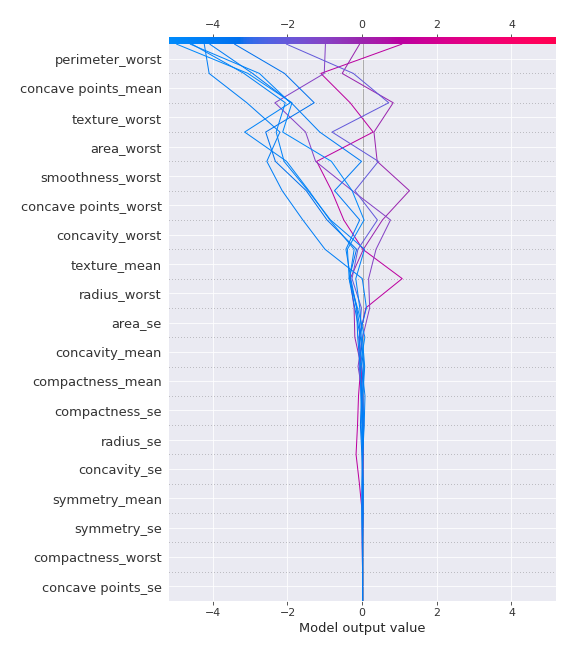 −4 −2 0 2 4
perimeter_worst
concave points_mean
texture_worst
area_worst
smoothness_worst
concave points_worst
concavity_worst
texture_mean
radius_worst
area_se
concavity_mean
compactness_mean
compactness_se
radius_se
concavity_se
symmetry_mean
symmetry_se
compactness_worst
concave points_se
−4 −2 0 2 4
Model output value